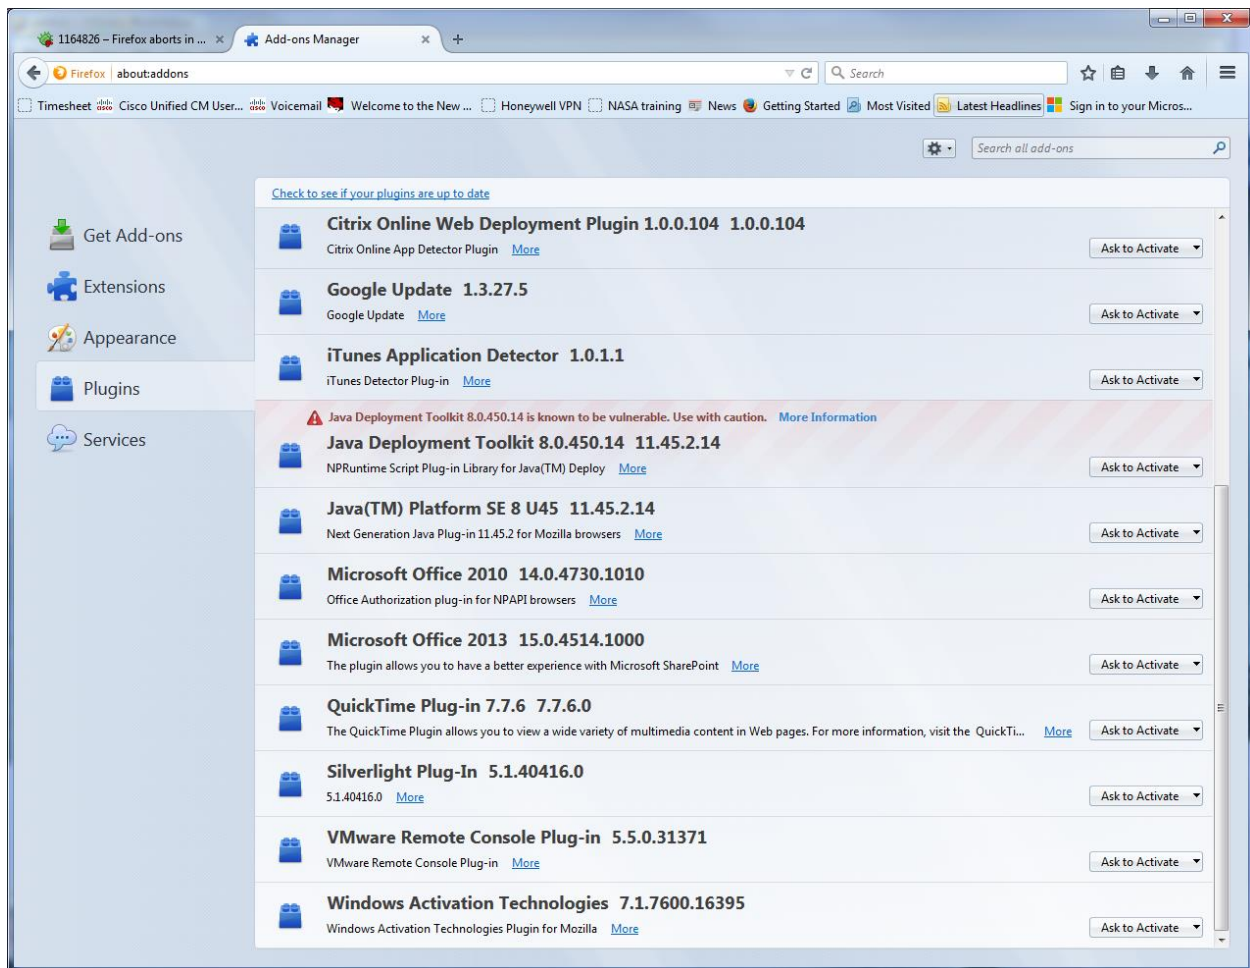 1164826 – Firefox aborts in ...
Add-ons Manager
Firefox about:addons
Search
Timesheet Cisco Unified CM User... Voicemail Welcome to the New ... Honeywell VPN NASA training News Getting Started Most Visited Latest Headlines Sign in to your Micros...
Search all add-ons
Check to see if your plugins are up to date
Get Add-ons
Extensions
Appearance
Plugins
Services
Citrix Online Web Deployment Plugin 1.0.0.104 1.0.0.104
Citrix Online App Detector Plugin More
Ask to Activate
Google Update 1.3.27.5
Google Update More
Ask to Activate
iTunes Application Detector 1.0.1.1
iTunes Detector Plug-in More
Ask to Activate
Java Deployment Toolkit 8.0.450.14 is known to be vulnerable. Use with caution. More Information
Java Deployment Toolkit 8.0.450.14 11.45.2.14
NPRuntime Script Plug-in Library for Java(TM) Deploy More
Ask to Activate
Java(TM) Platform SE 8 U45 11.45.2.14
Next Generation Java Plug-in 11.45.2 for Mozilla browsers More
Ask to Activate
Microsoft Office 2010 14.0.4730.1010
Office Authorization plug-in for NPAPI browsers More
Ask to Activate
Microsoft Office 2013 15.0.4514.1000
The plugin allows you to have a better experience with Microsoft SharePoint More
Ask to Activate
QuickTime Plug-in 7.7.6 7.7.6.0
The QuickTime Plugin allows you to view a wide variety of multimedia content in Web pages. For more information, visit the QuickTi... More
Ask to Activate
Silverlight Plug-In 5.1.40416.0
5.1.40416.0 More
Ask to Activate
VMware Remote Console Plug-in 5.5.0.31371
VMware Remote Console Plug-in More
Ask to Activate
Windows Activation Technologies 7.1.7600.16395
Windows Activation Technologies Plugin for Mozilla More
Ask to Activate